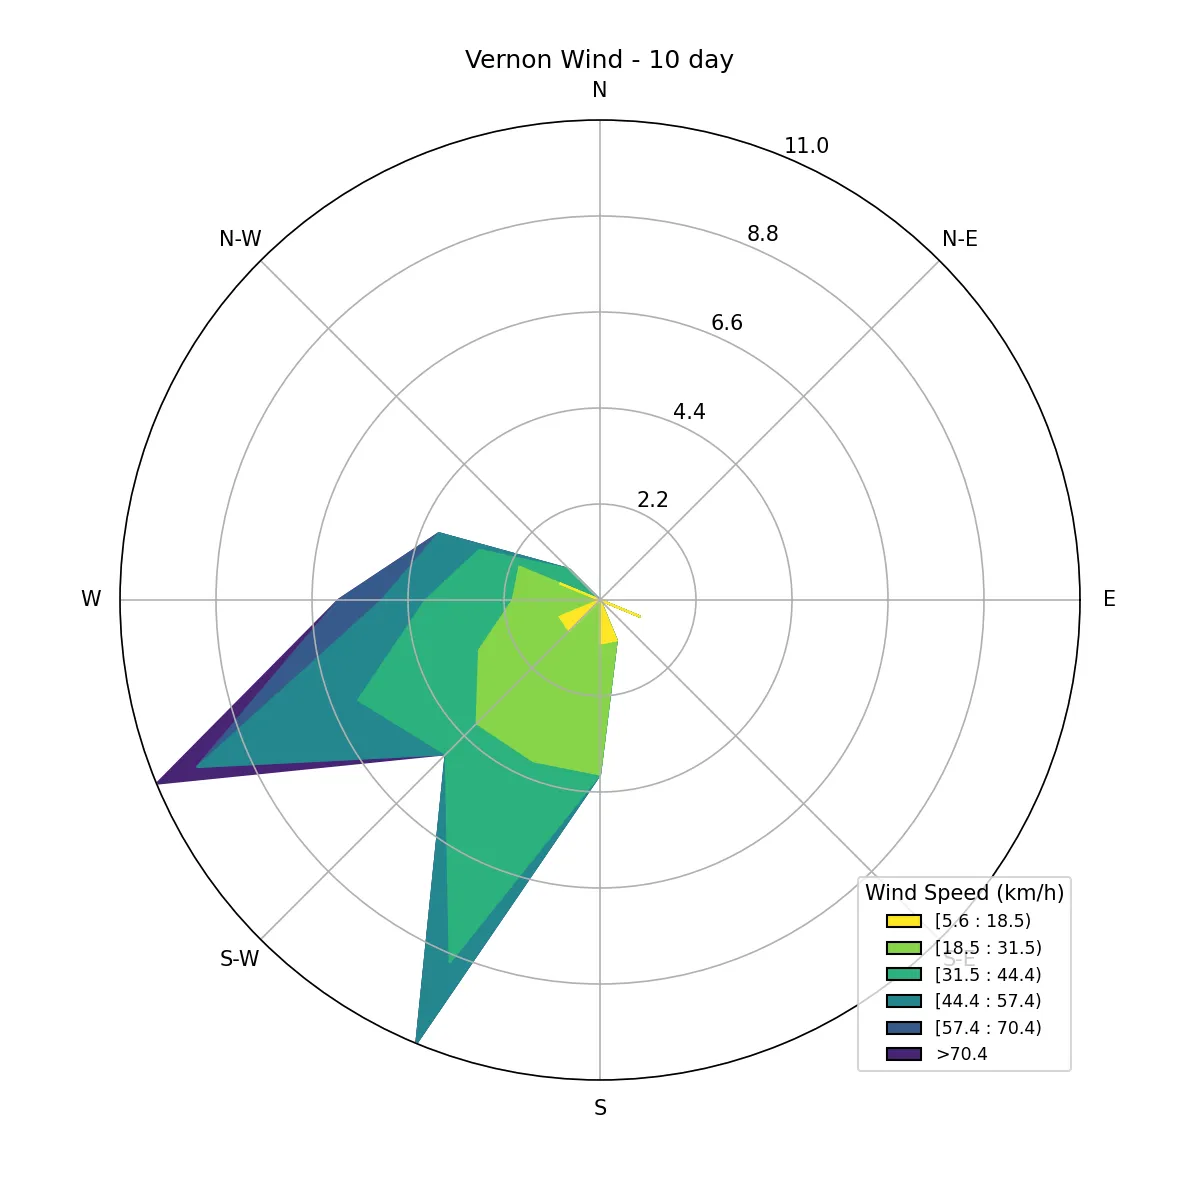 Vernon Wind - 10 day
N
11.0
N-W
N-E
8.8
6.6
4.4
2.2
W
E
S-W
S-E
S
Wind Speed (km/h)
[5.6 : 18.5)
[18.5 : 31.5)
[31.5 : 44.4)
[44.4 : 57.4)
[57.4 : 70.4)
>70.4